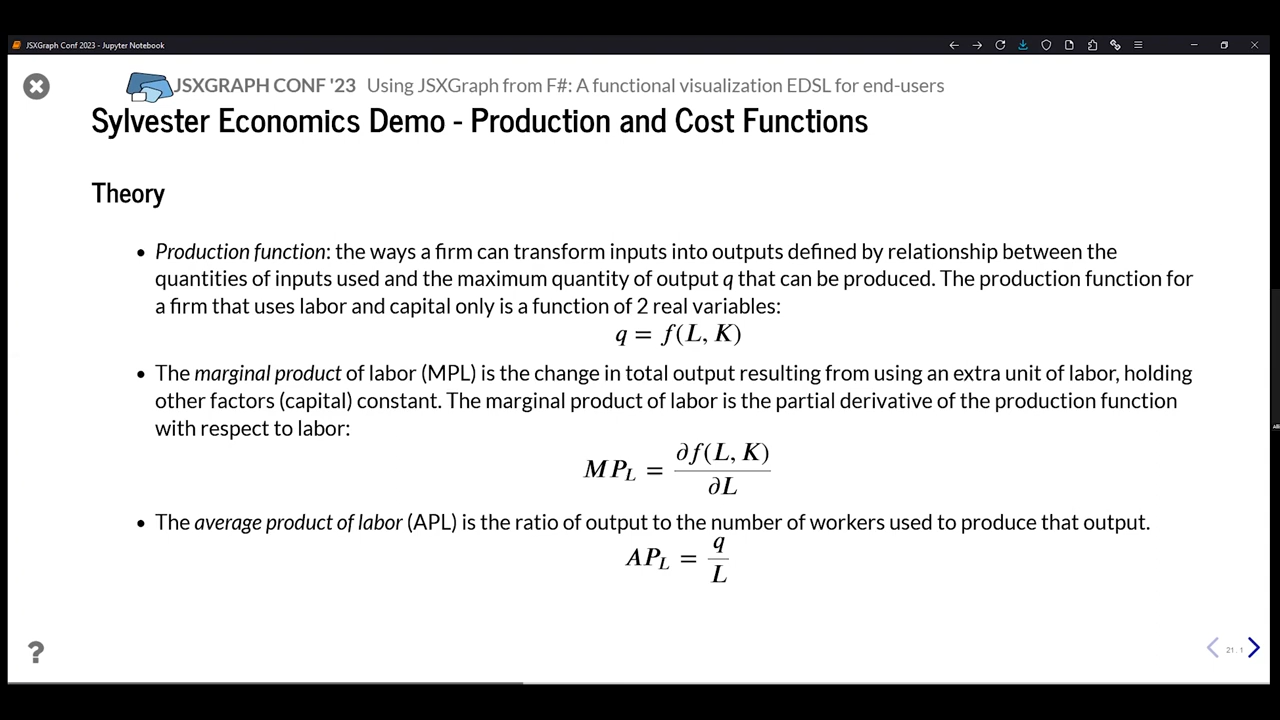 JSXGraph Conf 2023 - Jupyter Notebook
JSXGRAPH CONF '23 Using JSXGraph from F#: A functional visualization EDSL for end-users
Sylvester Economics Demo - Production and Cost Functions
Theory
• Production function: the ways a firm can transform inputs into outputs defined by relationship between the
quantities of inputs used and the maximum quantity of output q that can be produced. The production function for
a firm that uses labor and capital only is a function of 2 real variables:
q = f(L, K)
• The marginal product of labor (MPL) is the change in total output resulting from using an extra unit of labor, holding
other factors (capital) constant. The marginal product of labor is the partial derivative of the production function
with respect to labor:
MP_L = ∂f(L, K) / ∂L
• The average product of labor (APL) is the ratio of output to the number of workers used to produce that output.
AP_L = q / L
?
21.1